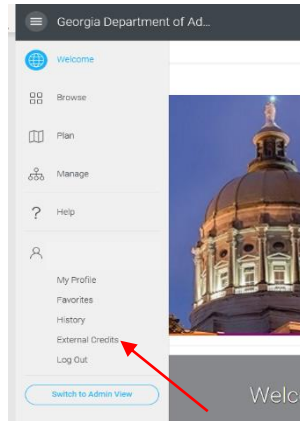 Georgia Department of Ad...
Welcome
Browse
Plan
Manage
? Help
My Profile
Favorites
History
External Credits
Log Out
Switch to Admin View
Welc